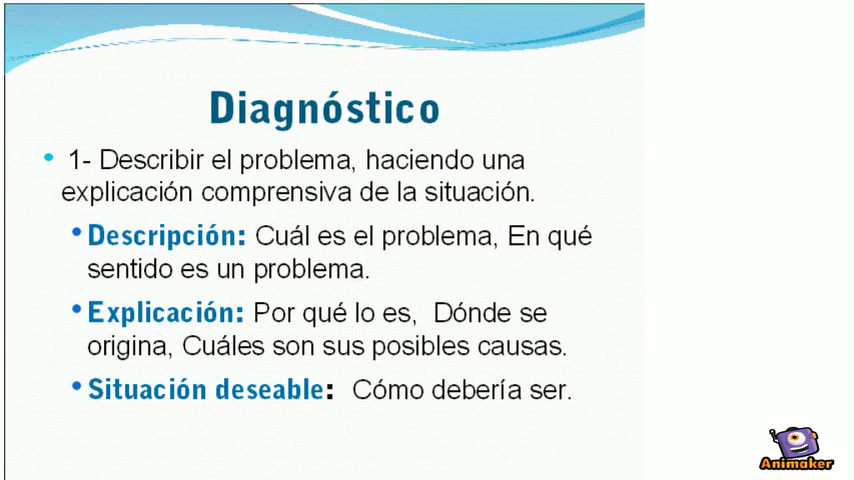 Diagnóstico
1- Describir el problema, haciendo una
explicación comprensiva de la situación.
Descripción: Cuál es el problema, En qué
sentido es un problema.
Explicación: Por qué lo es, Dónde se
origina, Cuáles son sus posibles causas.
Situación deseable: Cómo debería ser.
Animaker